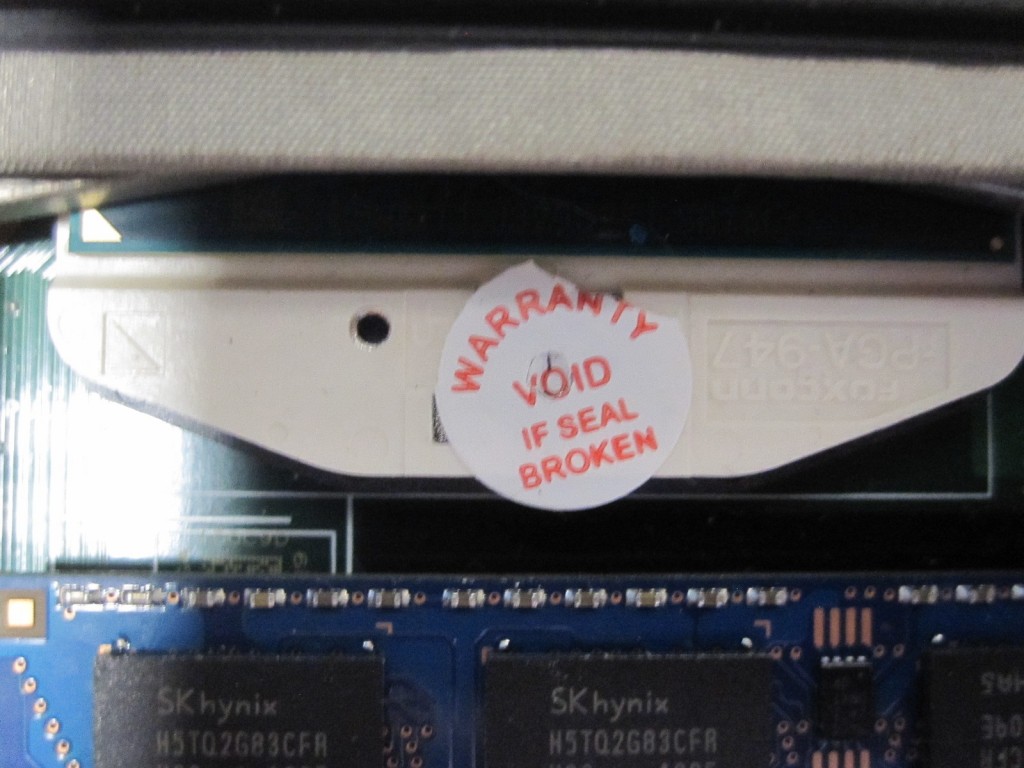 WARRANTY
VOID
IF SEAL
BROKEN
rPGA-947
FOXCONN
SKhynix
H5TQ2G83CFR
SKhynix
H5TQ2G83CFR